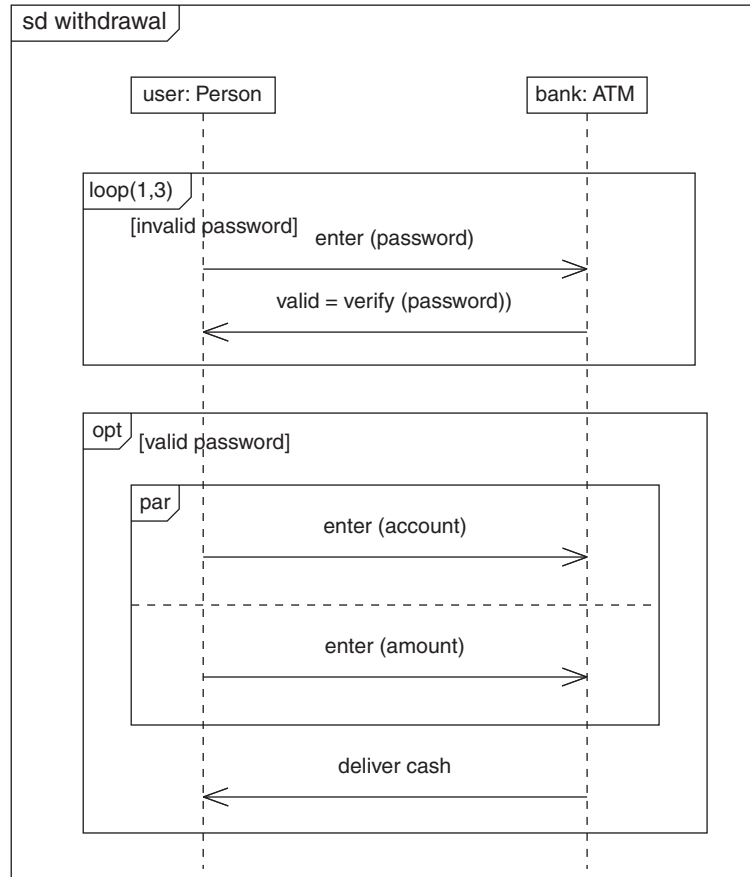 sd withdrawal
user: Person
bank: ATM
loop(1,3)
[invalid password]
enter (password)
valid = verify (password))
opt
[valid password]
par
enter (account)
enter (amount)
deliver cash